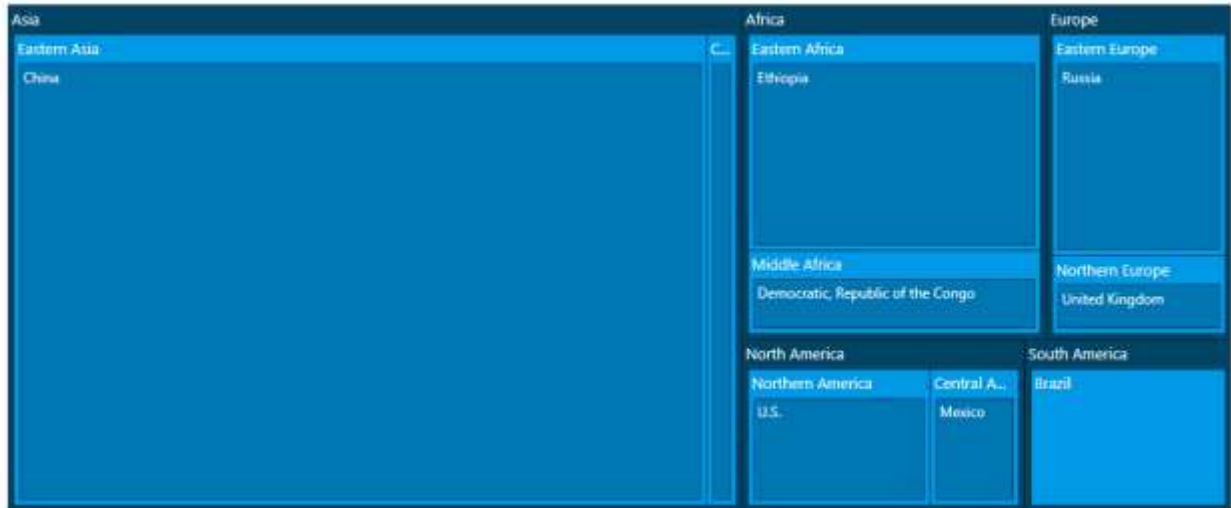 Asia
Eastern Asia
C...
China
Africa
Eastern Africa
Ethiopia
Middle Africa
Democratic, Republic of the Congo
Europe
Eastern Europe
Russia
Northern Europe
United Kingdom
North America
Northern America
U.S.
Central A...
Mexico
South America
Brazil